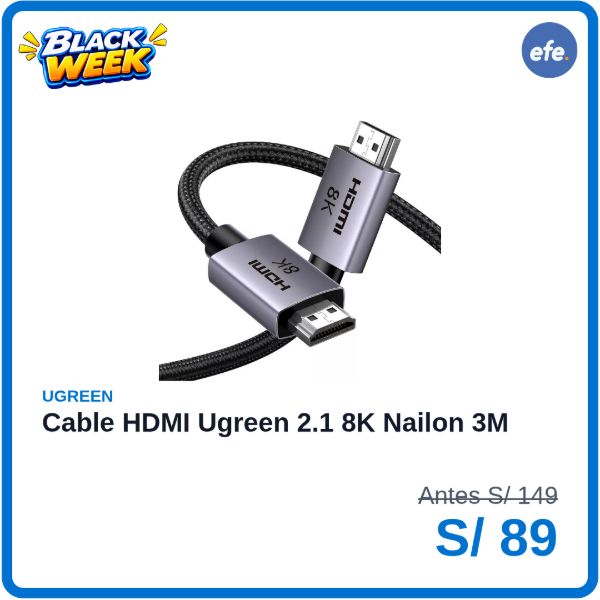 BLACK
WEEK
efe.
HDMI
8K
HDMI
8K
UGREEN
Cable HDMI Ugreen 2.1 8K Nailon 3M
Antes S/ 149
S/ 89